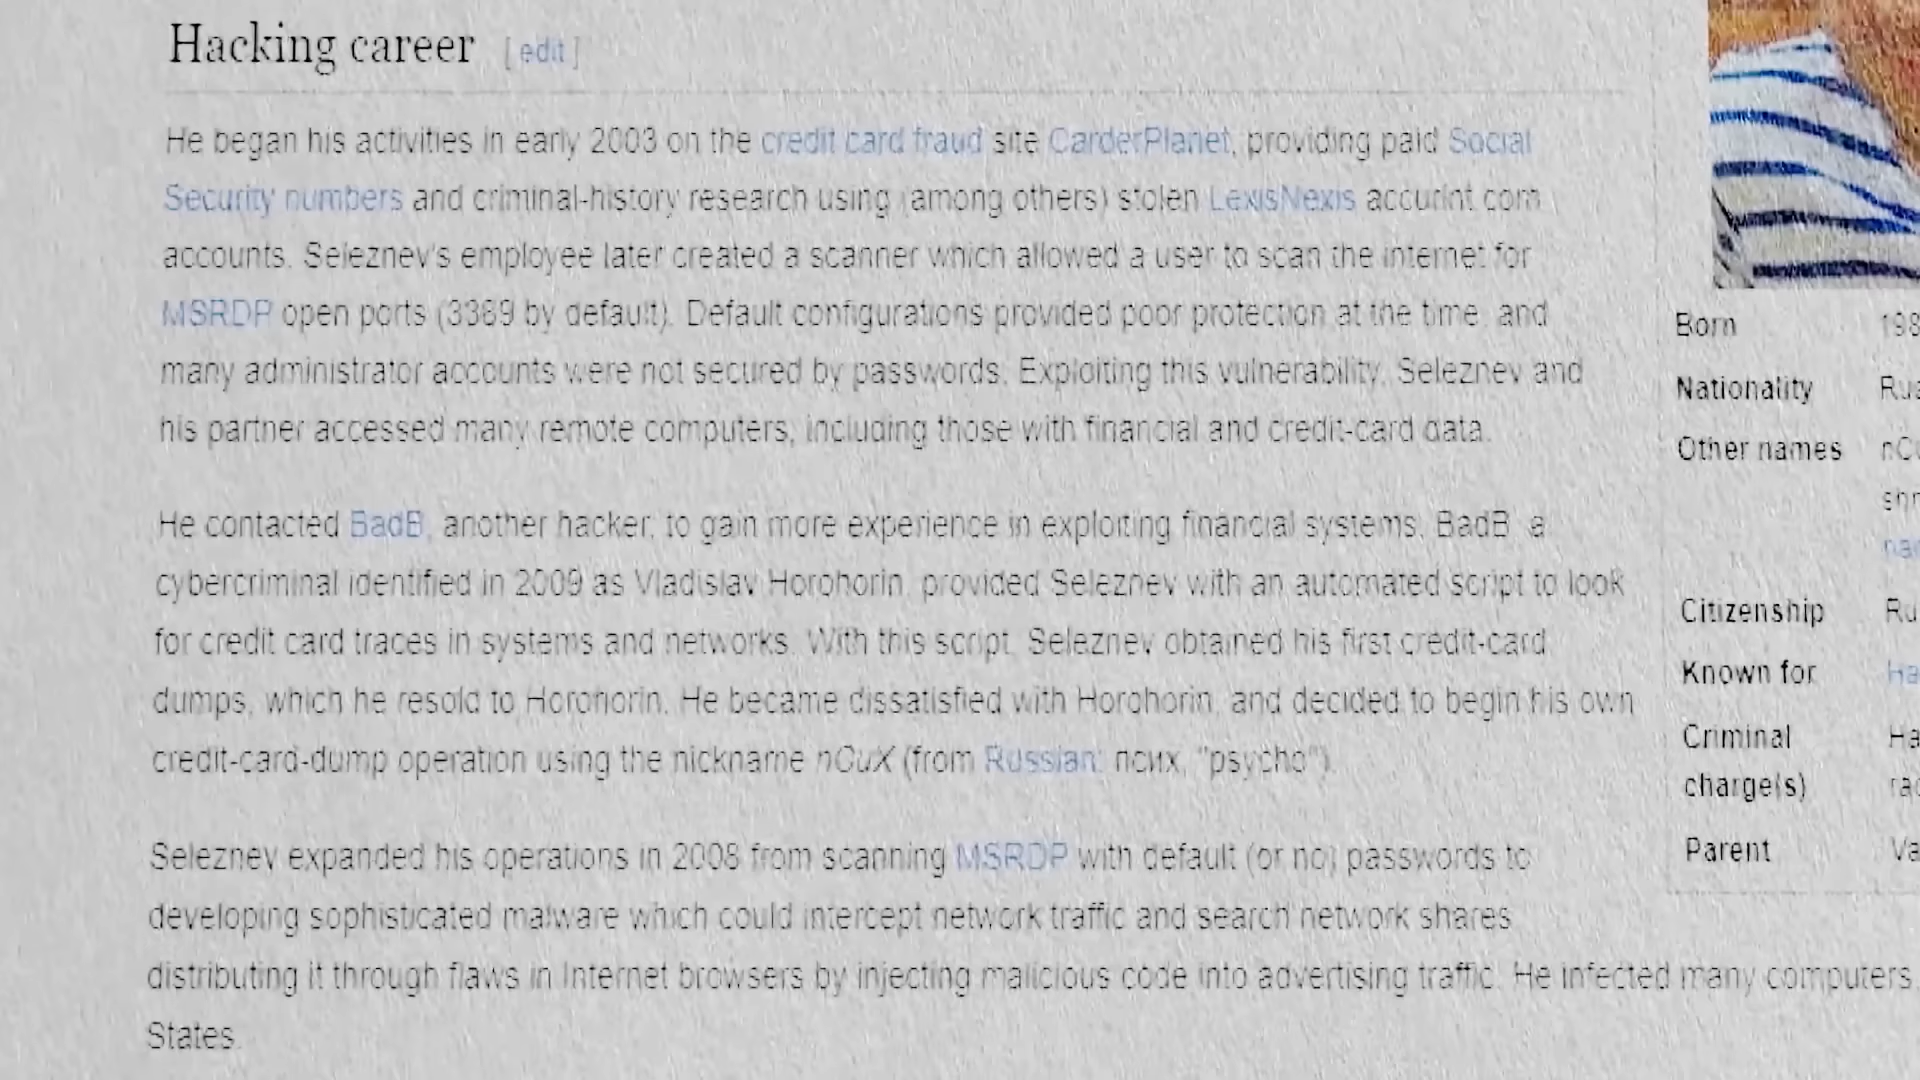 Hacking career [ edit ]
He began his activities in early 2003 on the credit card fraud site CarderPlanet, providing paid Social
Security numbers and criminal-history research using (among others) stolen LexisNexis accurint.com
accounts. Seleznev's employee later created a scanner which allowed a user to scan the internet for
MSRDP open ports (3389 by default). Default configurations provided poor protection at the time, and
many administrator accounts were not secured by passwords. Exploiting this vulnerability, Seleznev and
his partner accessed many remote computers, including those with financial and credit-card data.
He contacted BadB, another hacker, to gain more experience in exploiting financial systems. BadB, a
cybercriminal identified in 2009 as Vladislav Horohorin, provided Seleznev with an automated script to look
for credit card traces in systems and networks. With this script, Seleznev obtained his first credit-card
dumps, which he resold to Horohorin. He became dissatisfied with Horohorin, and decided to begin his own
credit-card-dump operation using the nickname nCuX (from Russian: псих, "psycho").
Seleznev expanded his operations in 2008 from scanning MSRDP with default (or no) passwords to
developing sophisticated malware which could intercept network traffic and search network shares
distributing it through flaws in Internet browsers by injecting malicious code into advertising traffic. He infected many computers,
States.
Born 198
Nationality Rus
Other names nCu
Citizenship Ru
Known for Ha
Criminal Ha
charge(s) rac
Parent Va